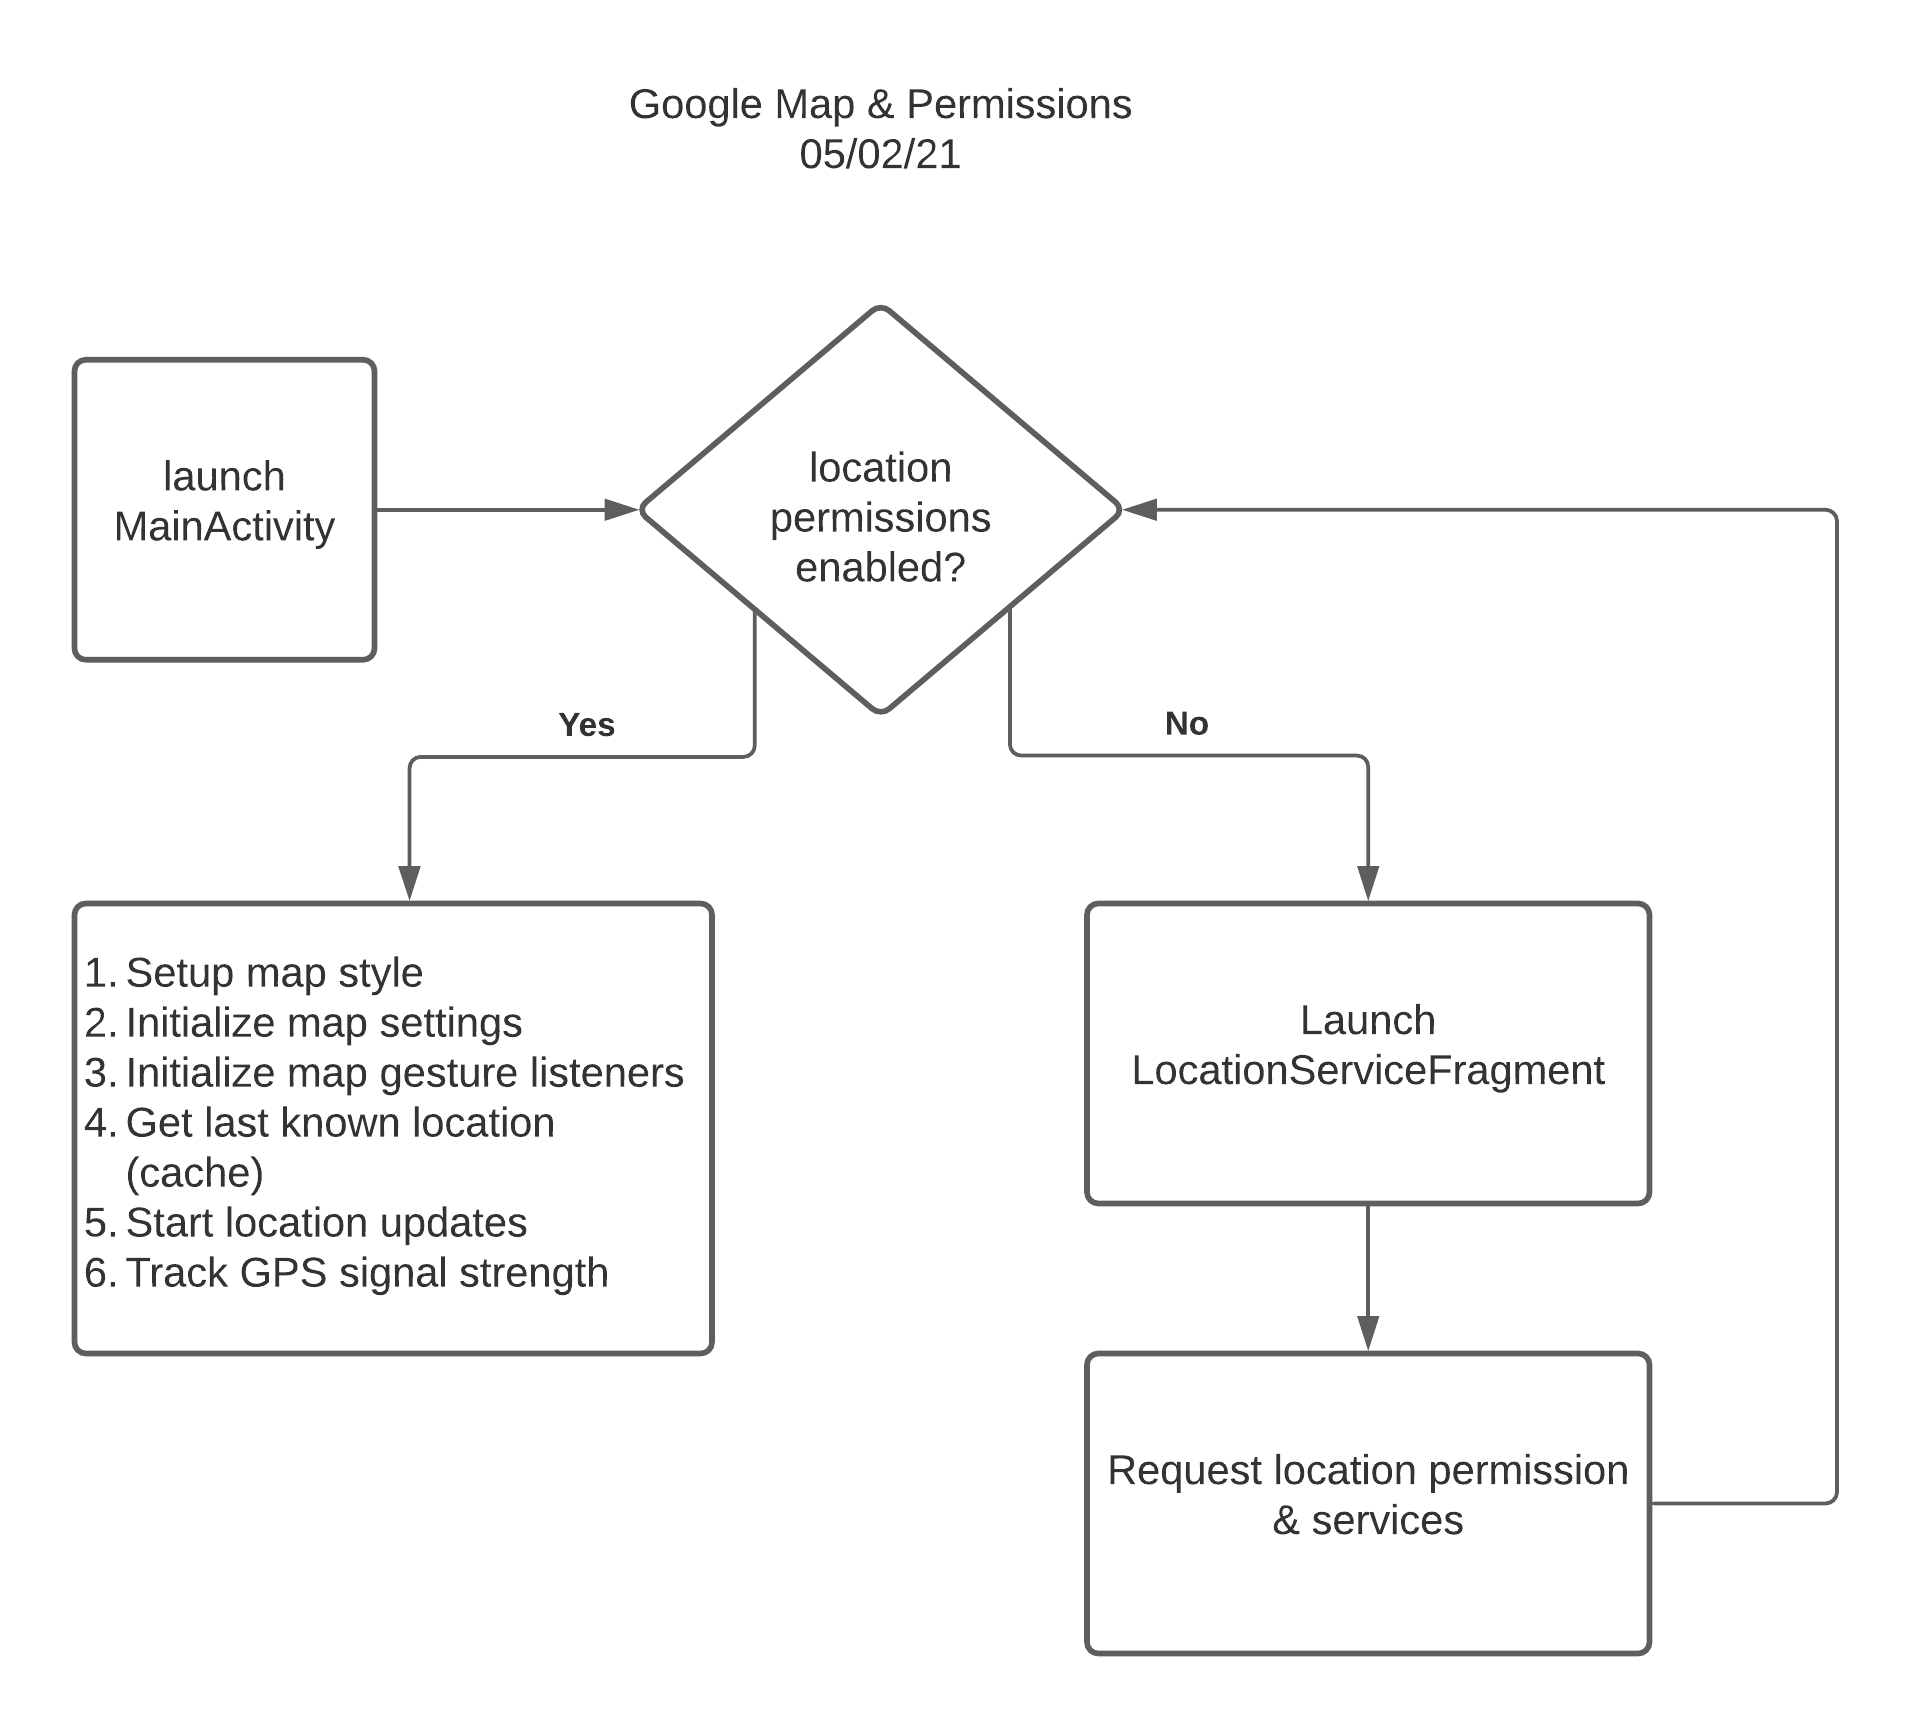 Google Map & Permissions
05/02/21
launch
MainActivity
location
permissions
enabled?
Yes
No
1. Setup map style
2. Initialize map settings
3. Initialize map gesture listeners
4. Get last known location
(cache)
5. Start location updates
6. Track GPS signal strength
Launch
LocationServiceFragment
Request location permission
& services